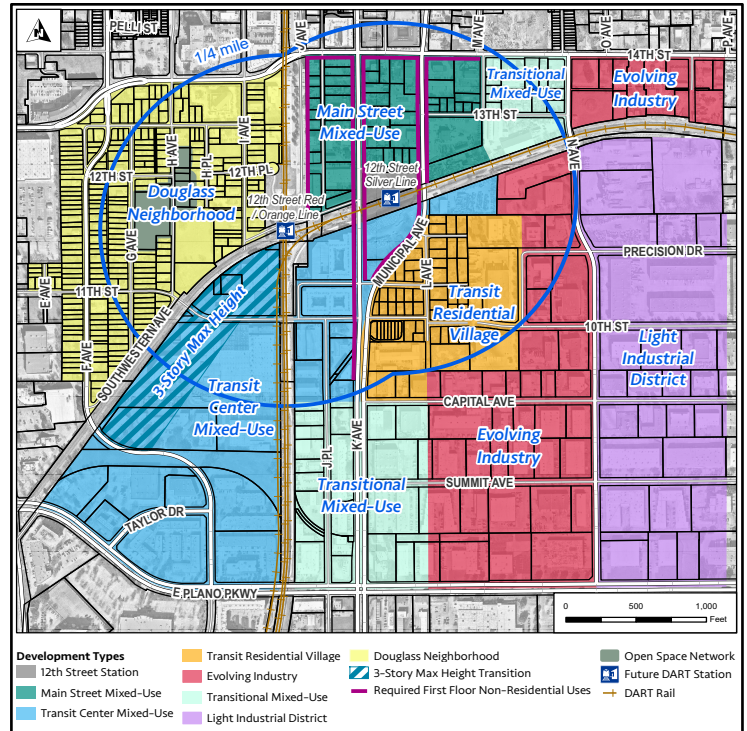 PELLI ST
J AVE
M AVE
O AVE
P AVE
1/4 mile
14TH ST
Transitional
Mixed-Use
Evolving
Industry
Main Street
Mixed-Use
13TH ST
N AVE
I AVE
H AVE
H PL
12TH PL
12TH ST
Douglass
Neighborhood
12th Street
Silver Line
12th Street Red
/ Orange Line
G AVE
MUNICIPAL AVE
L AVE
PRECISION DR
E AVE
11TH ST
F AVE
SOUTHWESTERN AVE
3-Story Max Height
Transit
Residential
Village
10TH ST
Light
Industrial
District
Transit
Center
Mixed-Use
CAPITAL AVE
K AVE
J PL
Evolving
Industry
SUMMIT AVE
Transitional
Mixed-Use
TAYLOR DR
E PLANO PKWY
0 500 1,000
Feet
Development Types
12th Street Station
Main Street Mixed-Use
Transit Center Mixed-Use
Transit Residential Village
Evolving Industry
Transitional Mixed-Use
Light Industrial District
Douglass Neighborhood
3-Story Max Height Transition
Required First Floor Non-Residential Uses
Open Space Network
Future DART Station
DART Rail